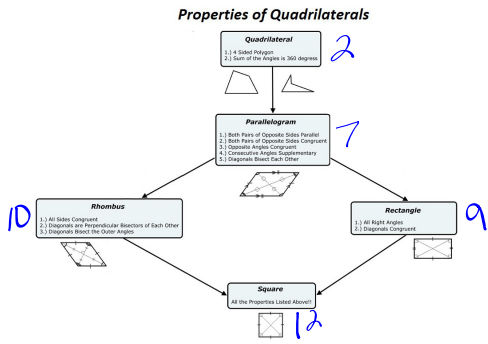 Properties of Quadrilaterals
Quadrilateral
1.) 4 Sided Polygon
2.) Sum of the Angles is 360 degress
2
Parallelogram
1.) Both Pairs of Opposite Sides Parallel
2.) Both Pairs of Opposite Sides Congruent
3.) Opposite Angles Congruent
4.) Consecutive Angles Supplementary
5.) Diagonals Bisect Each Other
7
10
Rhombus
1.) All Sides Congruent
2.) Diagonals are Perpendicular Bisectors of Each Other
3.) Diagonals Bisect the Outer Angles
Rectangle
1.) All Right Angles
2.) Diagonals Congruent
9
Square
All the Properties Listed Above!!
12